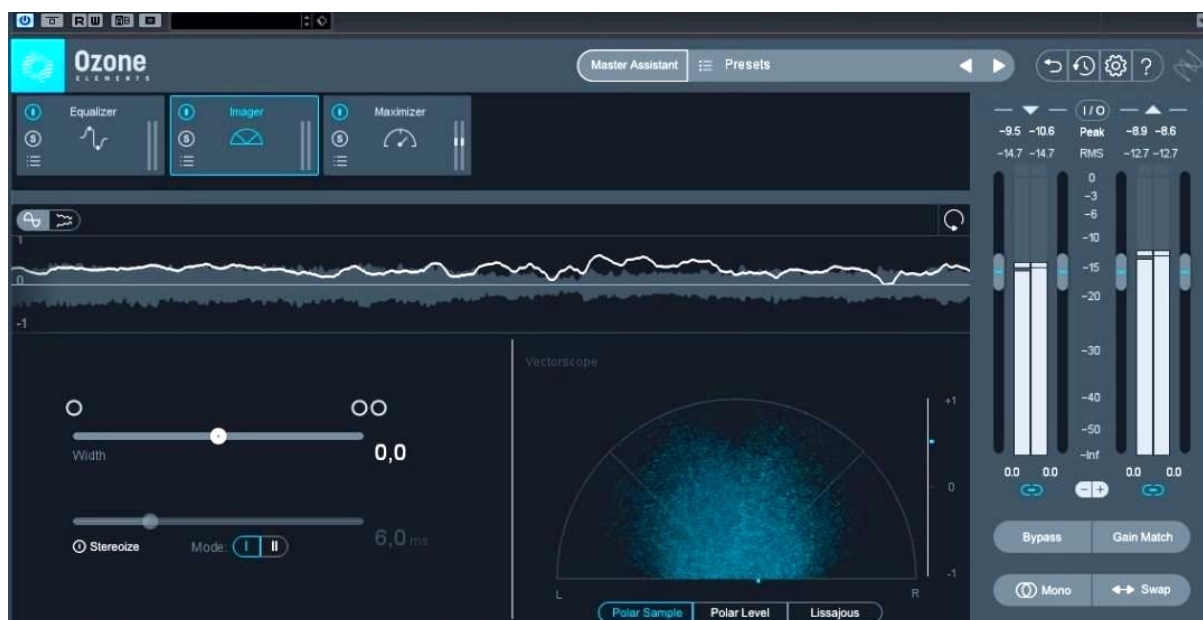 R W
Ozone
ELEMENTS
Master Assistant Presets
?
Equalizer Imager Maximizer
S S S
I/O
-9.5 -10.6 Peak -8.9 -8.6
-14.7 -14.7 RMS -12.7 -12.7
0
-3
-6
-10
-15
-20
-30
-40
-50
-Inf
0.0 0.0 0.0 0.0
- +
Bypass Gain Match
Mono Swap
1
0
-1
Width 0,0
Stereoize Mode: I II 6,0 ms
Vectorscope
+1
0
-1
L R
Polar Sample Polar Level Lissajous